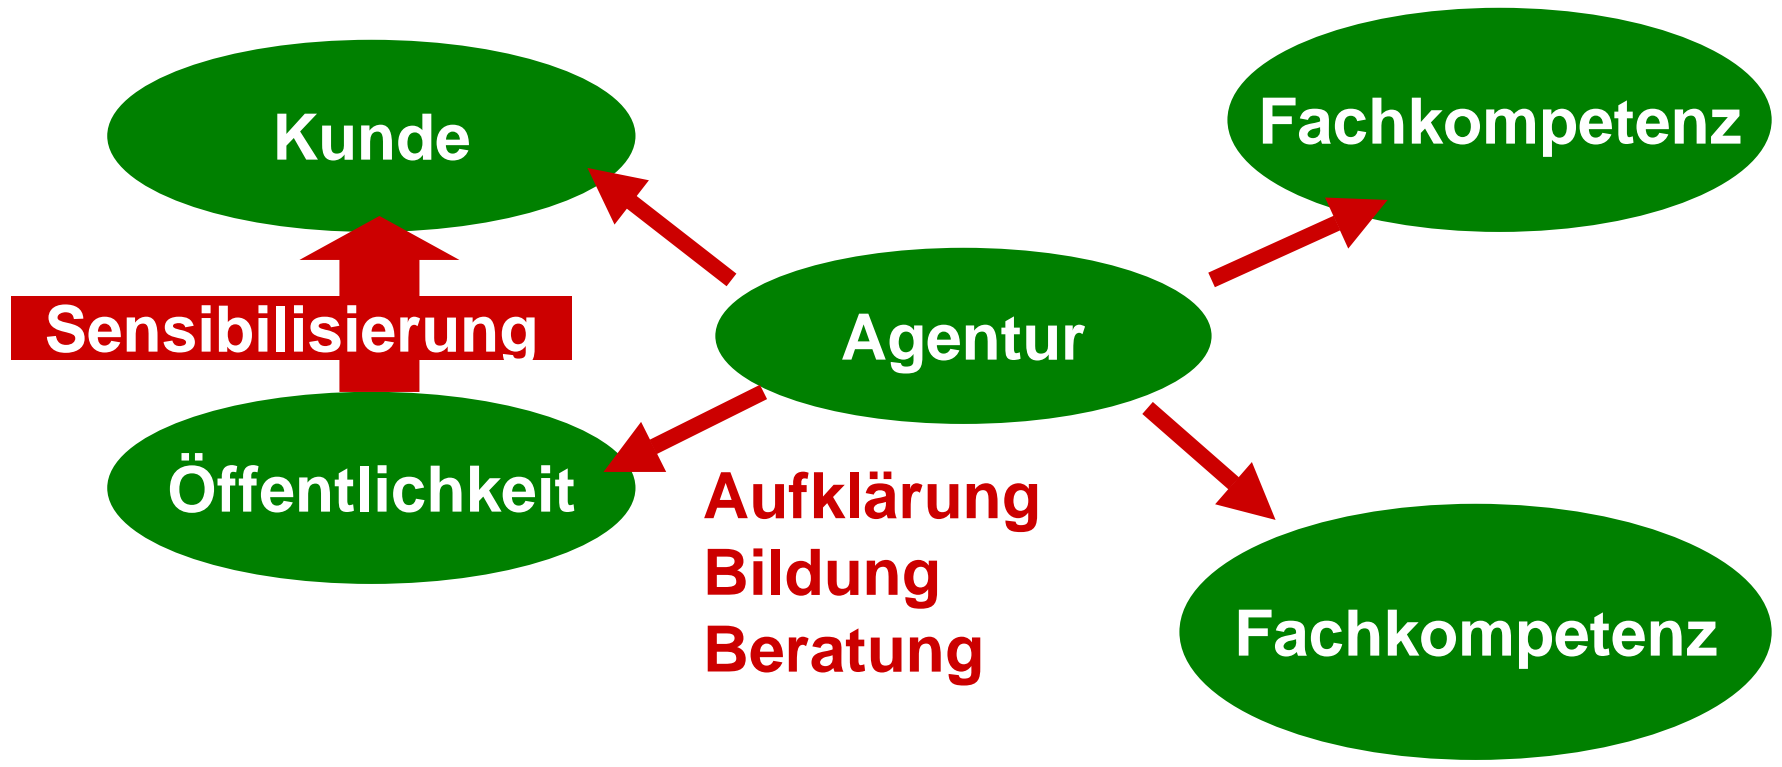 Kunde
Fachkompetenz
Sensibilisierung
Agentur
Öffentlichkeit
Aufklärung
Bildung
Beratung
Fachkompetenz